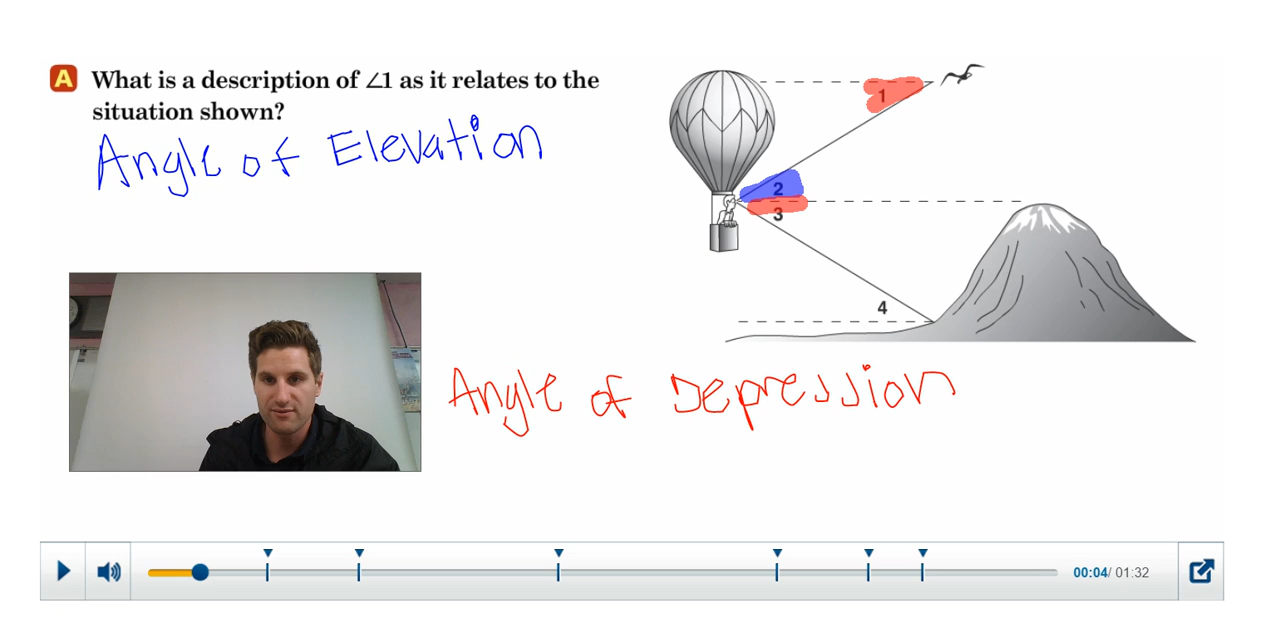 A What is a description of ∠1 as it relates to the
situation shown?
Angle of Elevation
1
2
3
4
Angle of Depression
00:04/ 01:32